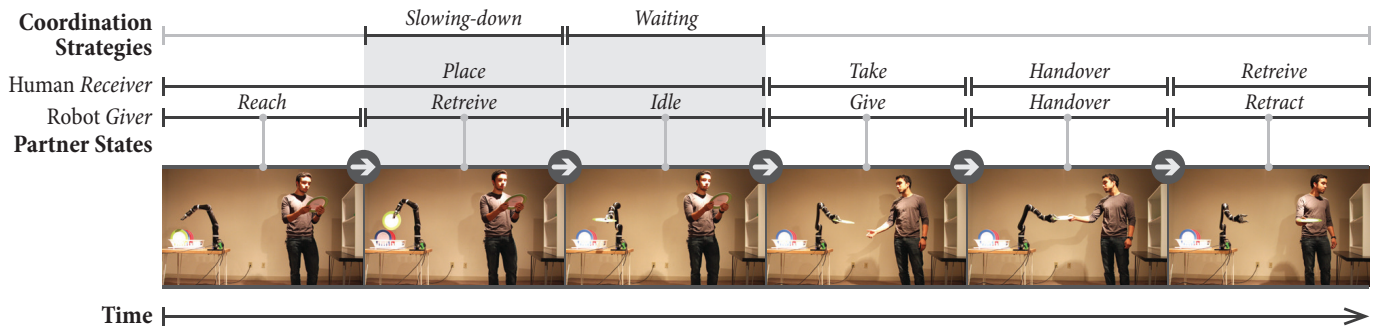 Coordination Strategies
Slowing-down Waiting
Human Receiver Place Take Handover Retreive
Robot Giver Reach Retreive Idle Give Handover Retract
Partner States
Time